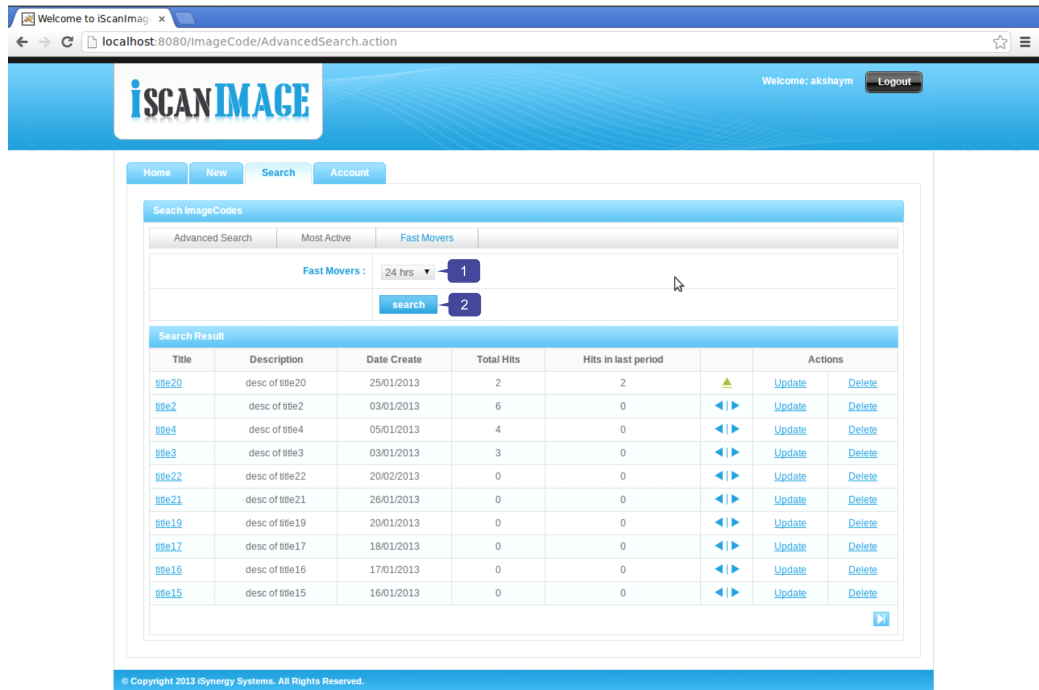 Welcome to iScanImag
localhost:8080/ImageCode/AdvancedSearch.action
iSCANIMAGE
Welcome: akshaym
Logout
Home New Search Account
Seach ImageCodes
Advanced Search Most Active Fast Movers
Fast Movers : 24 hrs 1
search 2
Search Result
Title Description Date Create Total Hits Hits in last period Actions
title20 desc of title20 25/01/2013 2 2 Update Delete
title2 desc of title2 03/01/2013 6 0 Update Delete
title4 desc of title4 05/01/2013 4 0 Update Delete
title3 desc of title3 03/01/2013 3 0 Update Delete
title22 desc of title22 20/02/2013 0 0 Update Delete
title21 desc of title21 26/01/2013 0 0 Update Delete
title19 desc of title19 20/01/2013 0 0 Update Delete
title17 desc of title17 18/01/2013 0 0 Update Delete
title16 desc of title16 17/01/2013 0 0 Update Delete
title15 desc of title15 16/01/2013 0 0 Update Delete
© Copyright 2013 iSynergy Systems. All Rights Reserved.